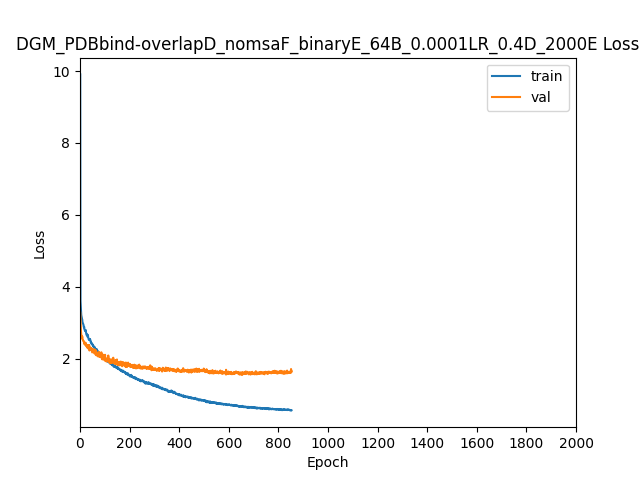 DGM_PDBbind-overlapD_nomsaF_binaryE_64B_0.0001LR_0.4D_2000E Loss
train
val
10
8
6
4
2
Loss
0 200 400 600 800 1000 1200 1400 1600 1800 2000
Epoch